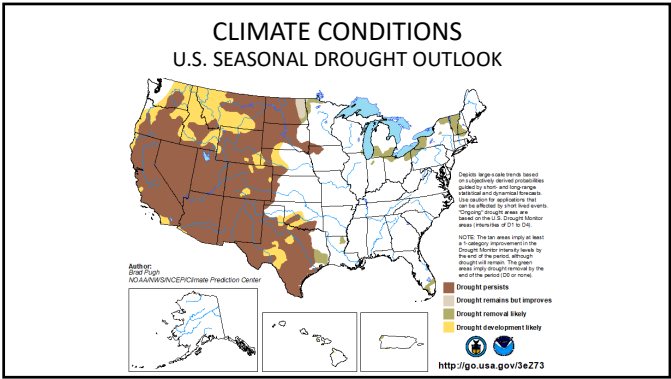 CLIMATE CONDITIONS
U.S. SEASONAL DROUGHT OUTLOOK
Depicts large-scale trends based
on subjectively derived probabilities
guided by short- and long-range
statistical and dynamical forecasts.
Use caution for applications that
can be affected by short lived events.
"Ongoing" drought areas are
based on the U.S. Drought Monitor
areas (intensities of D1 to D4).
NOTE: The tan areas imply at least
a 1-category improvement in the
Drought Monitor intensity levels by
the end of the period, although
drought will remain. The green
areas imply drought removal by the
end of the period (D0 or none).
Author:
Brad Pugh
NOAA/NWS/NCEP/Climate Prediction Center
Drought persists
Drought remains but improves
Drought removal likely
Drought development likely
http://go.usa.gov/3eZ73